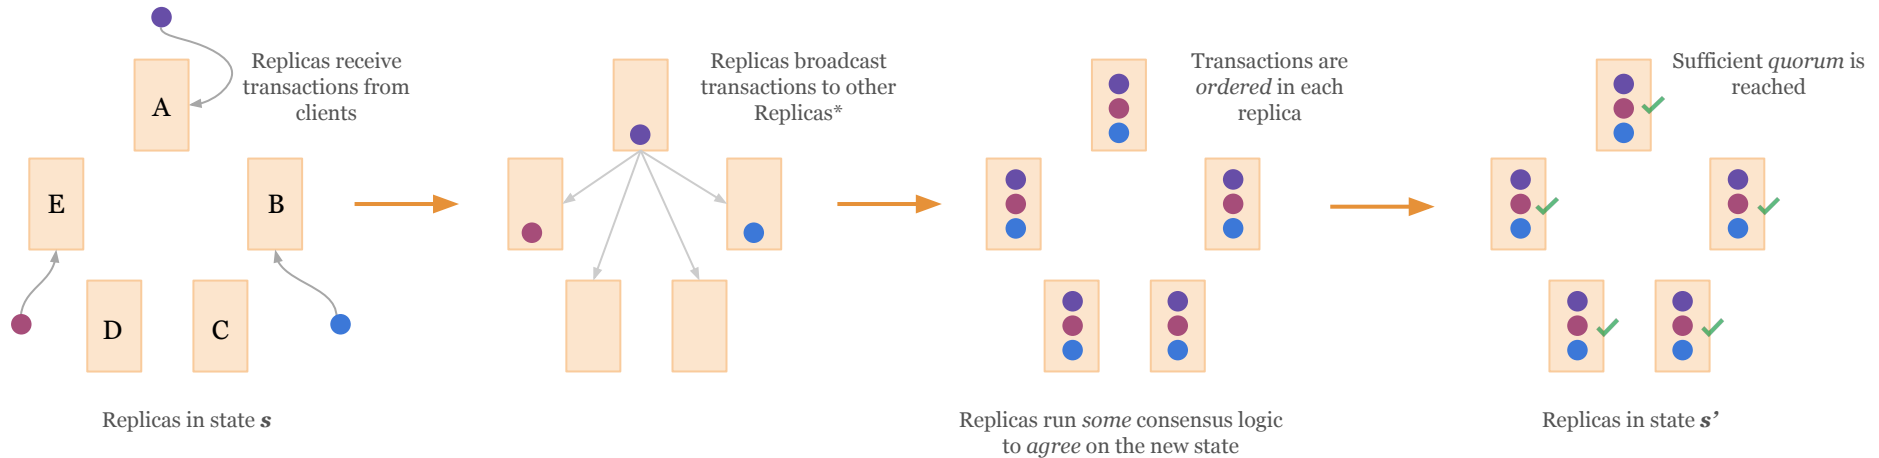 Replicas receive
transactions from
clients
A
E
B
D
C
Replicas in state s
Replicas broadcast
transactions to other
Replicas*
Transactions are
ordered in each
replica
Replicas run some consensus logic
to agree on the new state
Sufficient quorum is
reached
Replicas in state s’